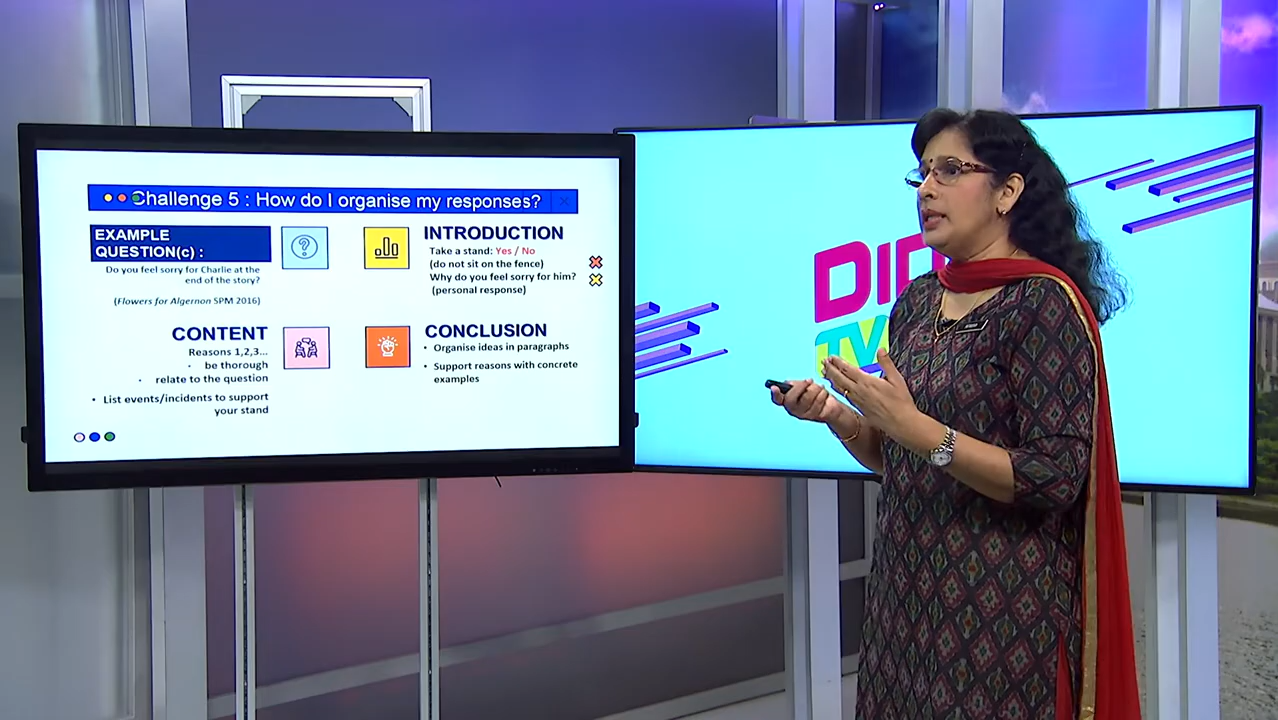 Challenge 5 : How do I organise my responses?
EXAMPLE
QUESTION(c) :
Do you feel sorry for Charlie at the
end of the story?
(Flowers for Algernon SPM 2016)
INTRODUCTION
Take a stand: Yes / No
(do not sit on the fence)
Why do you feel sorry for him?
(personal response)
CONTENT
Reasons 1,2,3...
· be thorough
· relate to the question
• List events/incidents to support
your stand
CONCLUSION
• Organise ideas in paragraphs
• Support reasons with concrete
examples
DID
TV